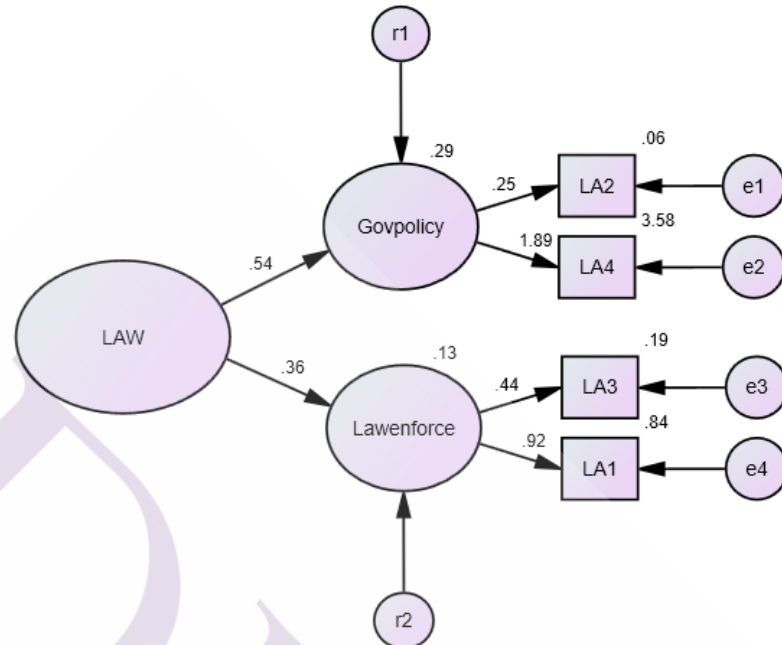 r1
.29
.06
.25
LA2
e1
Govpolicy
3.58
1.89
LA4
e2
.54
LAW
.36
.13
.19
.44
LA3
e3
Lawenforce
.84
.92
LA1
e4
r2